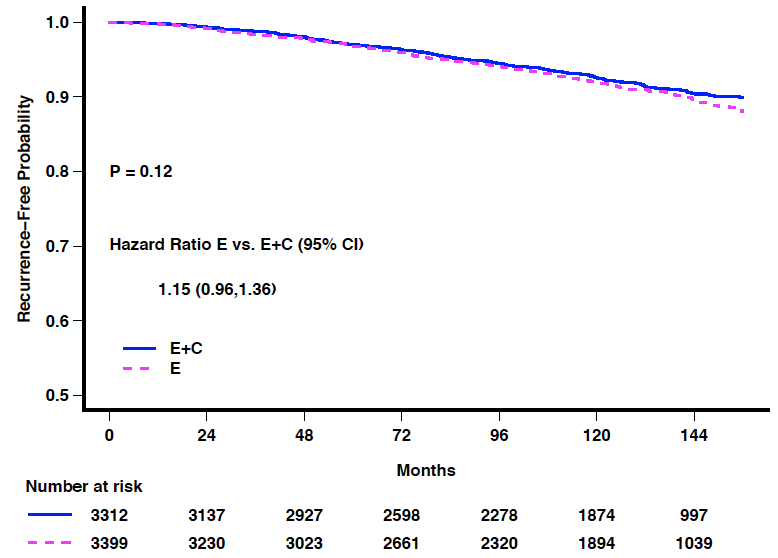 1.0
0.9
0.8
0.7
0.6
0.5
Recurrence–Free Probability
P = 0.12
Hazard Ratio E vs. E+C (95% CI)
1.15 (0.96,1.36)
E+C
E
0 24 48 72 96 120 144
Months
Number at risk
3312 3137 2927 2598 2278 1874 997
3399 3230 3023 2661 2320 1894 1039